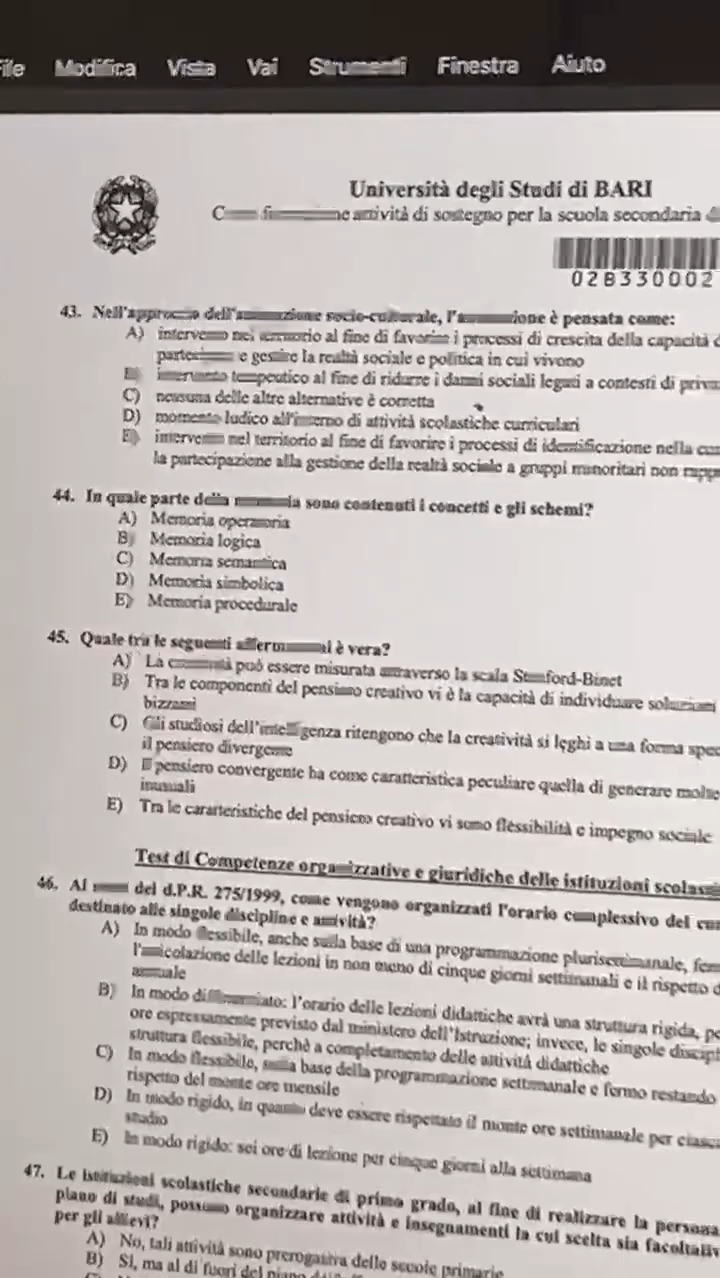 File Modifica Vista Vai Strumenti Finestra Aiuto
Università degli Studi di BARI
attività di sostegno per la scuola secondaria
028330002
43. Nell'approccio socio-culturale, è pensata come:
A) intervento nel territorio al fine di favorire i processi di crescita della capacità
e gestire la realtà sociale e politica in cui vivono
al fine di ridurre i danni sociali legati a contesti di
C) nessuna delle altre alternative è corretta
D) momento ludico all'interno di attività scolastiche curriculari
E) intervento nel territorio al fine di favorire i processi di identificazione nella
la partecipazione alla gestione della realtà sociale a gruppi minoritari non
44. In quale parte della memoria sono contenuti i concetti e gli schemi?
A) Memoria operatoria
B) Memoria logica
C) Memoria semantica
D) Memoria simbolica
E) Memoria procedurale
45. Quale tra le seguenti affermazioni è vera?
A) La può essere misurata attraverso la scala Stanford-Binet
B) Tra le componenti del pensiero creativo vi è la capacità di individuare soluzioni
bizzarri
C) Gli studiosi dell'intelligenza ritengono che la creatività si leghi a una forma
il pensiero divergente
D) Il pensiero convergente ha come caratteristica peculiare quella di generare molte
inusuali
E) Tra le caratteristiche del pensiero creativo vi sono flessibilità e impegno sociale
Test di Competenze organizzative e giuridiche delle istituzioni
46. Ai del d.P.R. 275/1999, come vengono organizzati l'orario complessivo del
destinato alle singole discipline e attività?
A) In modo flessibile, anche sulla base di una programmazione plurisettimanale,
l'articolazione delle lezioni in non meno di cinque giorni settimanali e il rispetto
annuale
B) In modo l'orario delle lezioni didattiche avrà una struttura rigida,
ore espressamente previsto dal ministero dell'Istruzione; invece, le singole
struttura flessibile, perchè a completamento delle attività didattiche
C) In modo flessibile, sulla base della programmazione settimanale e fermo restando
rispetto del monte ore mensile
D) In modo rigido, in quanto deve essere rispettato il monte ore settimanale per
studio
E) In modo rigido: sei ore di lezione per cinque giorni alla settimana
47. Le istituzioni scolastiche secondarie di primo grado, al fine di realizzare la
piano di studi, possono organizzare attività e insegnamenti la cui scelta sia
per gli allievi?
A) No, tali attività sono prerogativa delle scuole primarie
B) Sì, ma al di fuori del